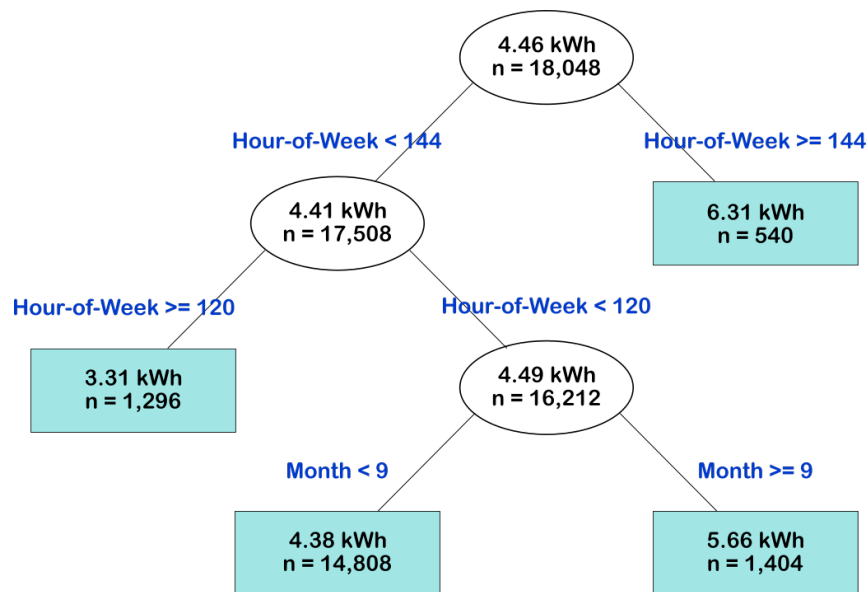 4.46 kWh
n = 18,048
Hour-of-Week < 144
Hour-of-Week >= 144
4.41 kWh
n = 17,508
6.31 kWh
n = 540
Hour-of-Week >= 120
Hour-of-Week < 120
3.31 kWh
n = 1,296
4.49 kWh
n = 16,212
Month < 9
Month >= 9
4.38 kWh
n = 14,808
5.66 kWh
n = 1,404